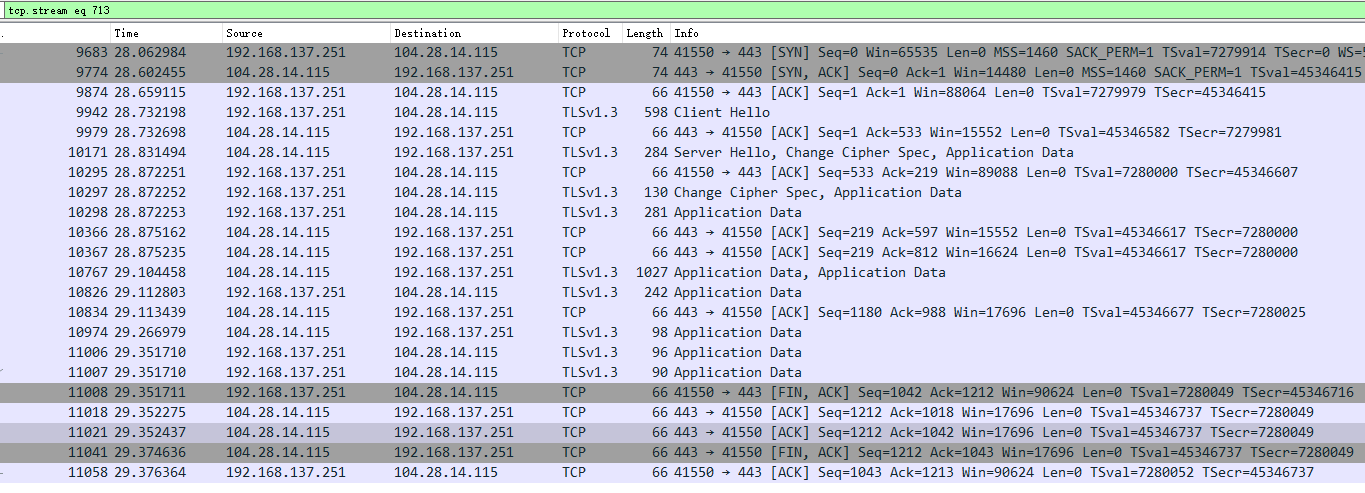 tcp.stream eq 713
Time Source Destination Protocol Length Info
9683 28.062984 192.168.137.251 104.28.14.115 TCP 74 41550 → 443 [SYN] Seq=0 Win=65535 Len=0 MSS=1460 SACK_PERM=1 TSval=7279914 TSecr=0 WS=
9774 28.602455 104.28.14.115 192.168.137.251 TCP 74 443 → 41550 [SYN, ACK] Seq=0 Ack=1 Win=14480 Len=0 MSS=1460 SACK_PERM=1 TSval=45346415
9874 28.659115 192.168.137.251 104.28.14.115 TCP 66 41550 → 443 [ACK] Seq=1 Ack=1 Win=88064 Len=0 TSval=7279979 TSecr=45346415
9942 28.732198 192.168.137.251 104.28.14.115 TLSv1.3 598 Client Hello
9979 28.732698 104.28.14.115 192.168.137.251 TCP 66 443 → 41550 [ACK] Seq=1 Ack=533 Win=15552 Len=0 TSval=45346582 TSecr=7279981
10171 28.831494 104.28.14.115 192.168.137.251 TLSv1.3 284 Server Hello, Change Cipher Spec, Application Data
10295 28.872251 192.168.137.251 104.28.14.115 TCP 66 41550 → 443 [ACK] Seq=533 Ack=219 Win=89088 Len=0 TSval=7280000 TSecr=45346607
10297 28.872252 192.168.137.251 104.28.14.115 TLSv1.3 130 Change Cipher Spec, Application Data
10298 28.872253 192.168.137.251 104.28.14.115 TLSv1.3 281 Application Data
10366 28.875162 104.28.14.115 192.168.137.251 TCP 66 443 → 41550 [ACK] Seq=219 Ack=597 Win=15552 Len=0 TSval=45346617 TSecr=7280000
10367 28.875235 104.28.14.115 192.168.137.251 TCP 66 443 → 41550 [ACK] Seq=219 Ack=812 Win=16624 Len=0 TSval=45346617 TSecr=7280000
10767 29.104458 104.28.14.115 192.168.137.251 TLSv1.3 1027 Application Data, Application Data
10826 29.112803 192.168.137.251 104.28.14.115 TLSv1.3 242 Application Data
10834 29.113439 104.28.14.115 192.168.137.251 TCP 66 443 → 41550 [ACK] Seq=1180 Ack=988 Win=17696 Len=0 TSval=45346677 TSecr=7280025
10974 29.266979 104.28.14.115 192.168.137.251 TLSv1.3 98 Application Data
11006 29.351710 192.168.137.251 104.28.14.115 TLSv1.3 96 Application Data
11007 29.351710 192.168.137.251 104.28.14.115 TLSv1.3 90 Application Data
11008 29.351711 192.168.137.251 104.28.14.115 TCP 66 41550 → 443 [FIN, ACK] Seq=1042 Ack=1212 Win=90624 Len=0 TSval=7280049 TSecr=45346716
11018 29.352275 104.28.14.115 192.168.137.251 TCP 66 443 → 41550 [ACK] Seq=1212 Ack=1018 Win=17696 Len=0 TSval=45346737 TSecr=7280049
11021 29.352437 104.28.14.115 192.168.137.251 TCP 66 443 → 41550 [ACK] Seq=1212 Ack=1042 Win=17696 Len=0 TSval=45346737 TSecr=7280049
11041 29.374636 104.28.14.115 192.168.137.251 TCP 66 443 → 41550 [FIN, ACK] Seq=1212 Ack=1043 Win=17696 Len=0 TSval=45346737 TSecr=7280049
11058 29.376364 192.168.137.251 104.28.14.115 TCP 66 41550 → 443 [ACK] Seq=1043 Ack=1213 Win=90624 Len=0 TSval=7280052 TSecr=45346737